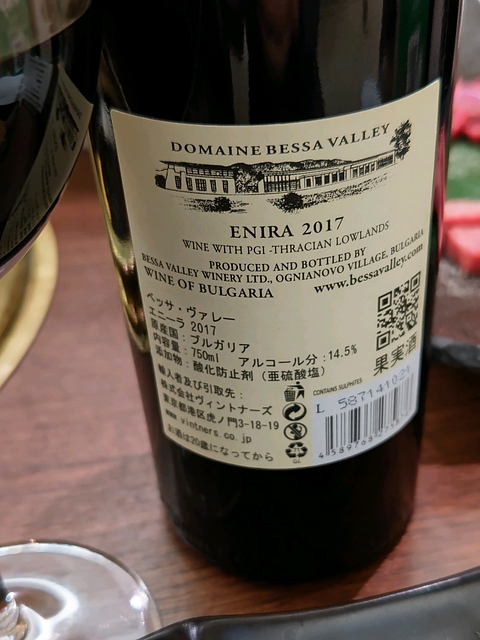 DOMAINE BESSA VALLEY
ENIRA 2017
WINE WITH PGI -THRACIAN LOWLANDS
PRODUCED AND BOTTLED BY
BESSA VALLEY WINERY LTD., OGNIANOVO VILLAGE, BULGARIA
WINE OF BULGARIA
www.bessavalley.com
ベッサ・ヴァレー
エニーラ 2017
原産国：ブルガリア
内容量：750ml アルコール分：14.5%
添加物：酸化防止剤（亜硫酸塩）
果実酒
輸入者及び引取先：
株式会社ヴィントナーズ
東京都港区虎ノ門3-18-19
www.vintners.co.jp
お酒は20歳になってから
CONTAINS SULPHITES
L 587141021